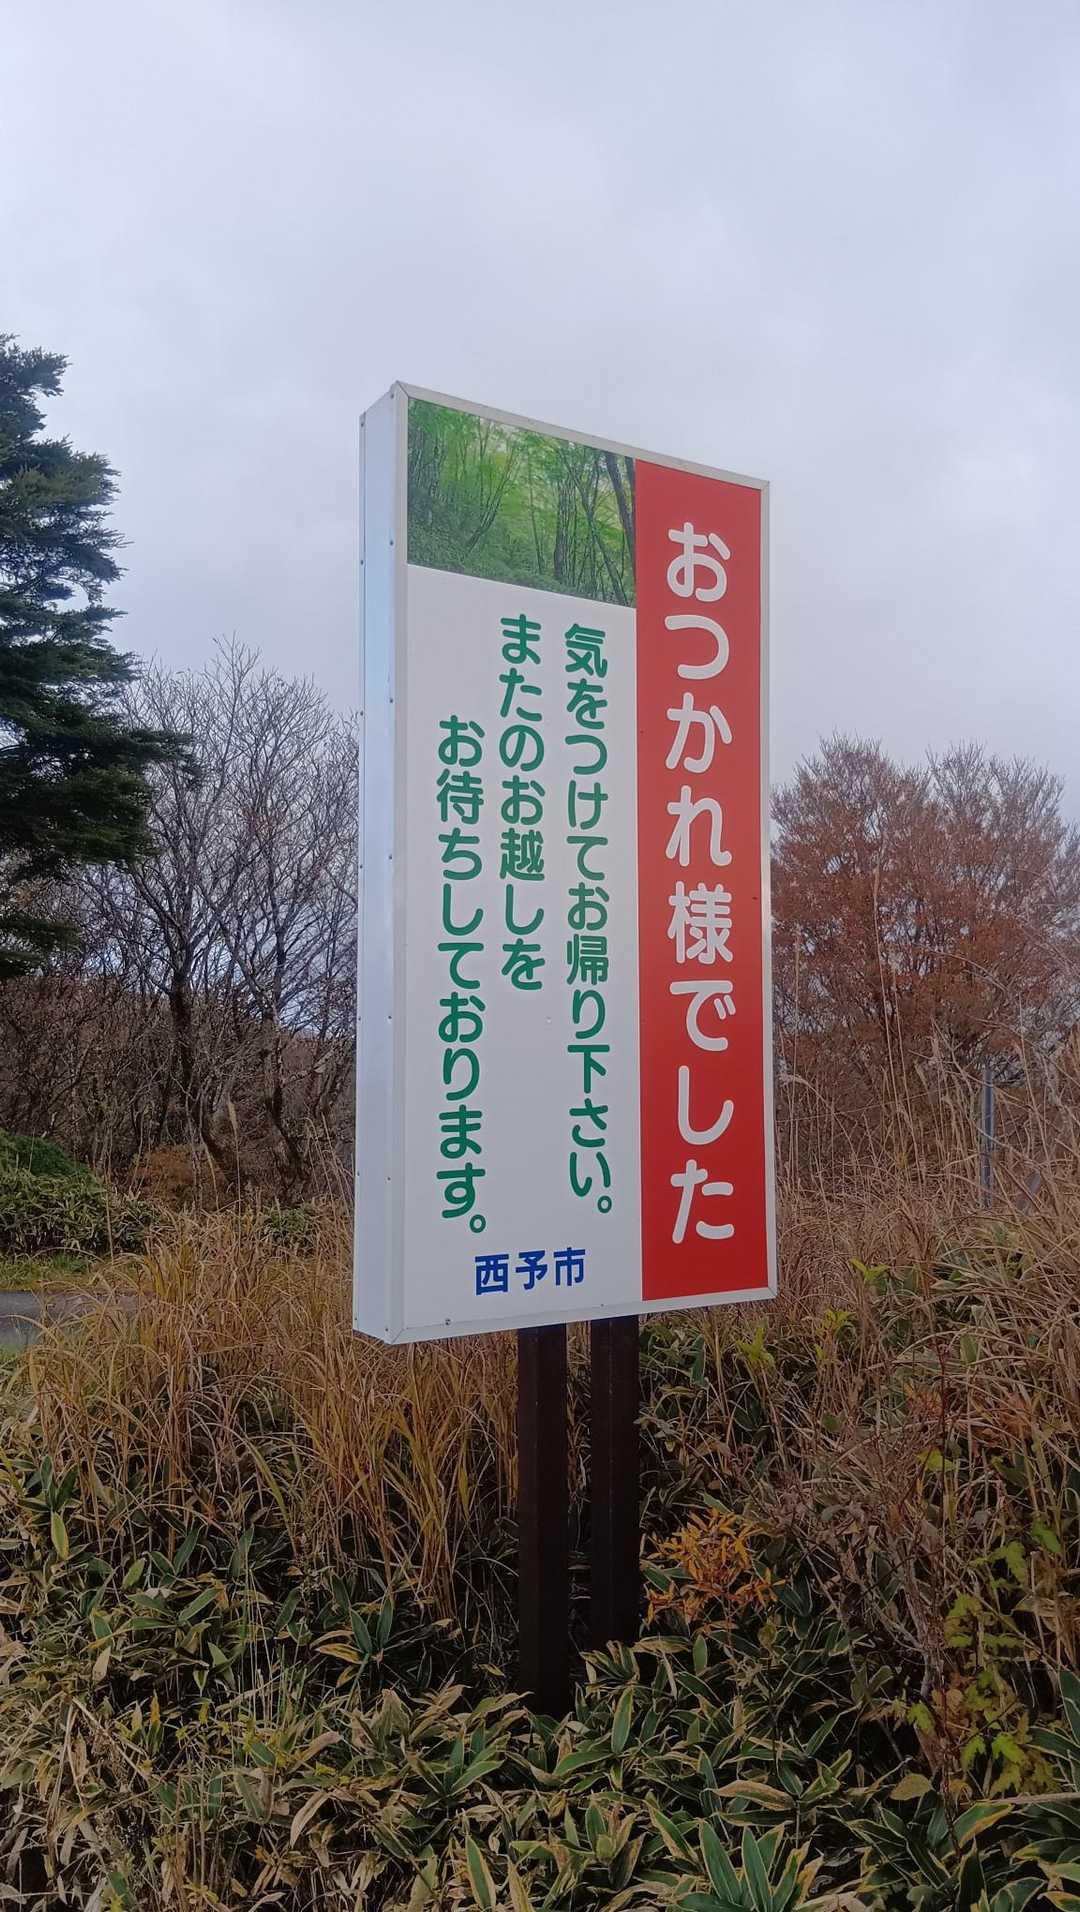 おつかれ様でした
気をつけてお帰り下さい。
またのお越しを
お待ちしております。
西予市